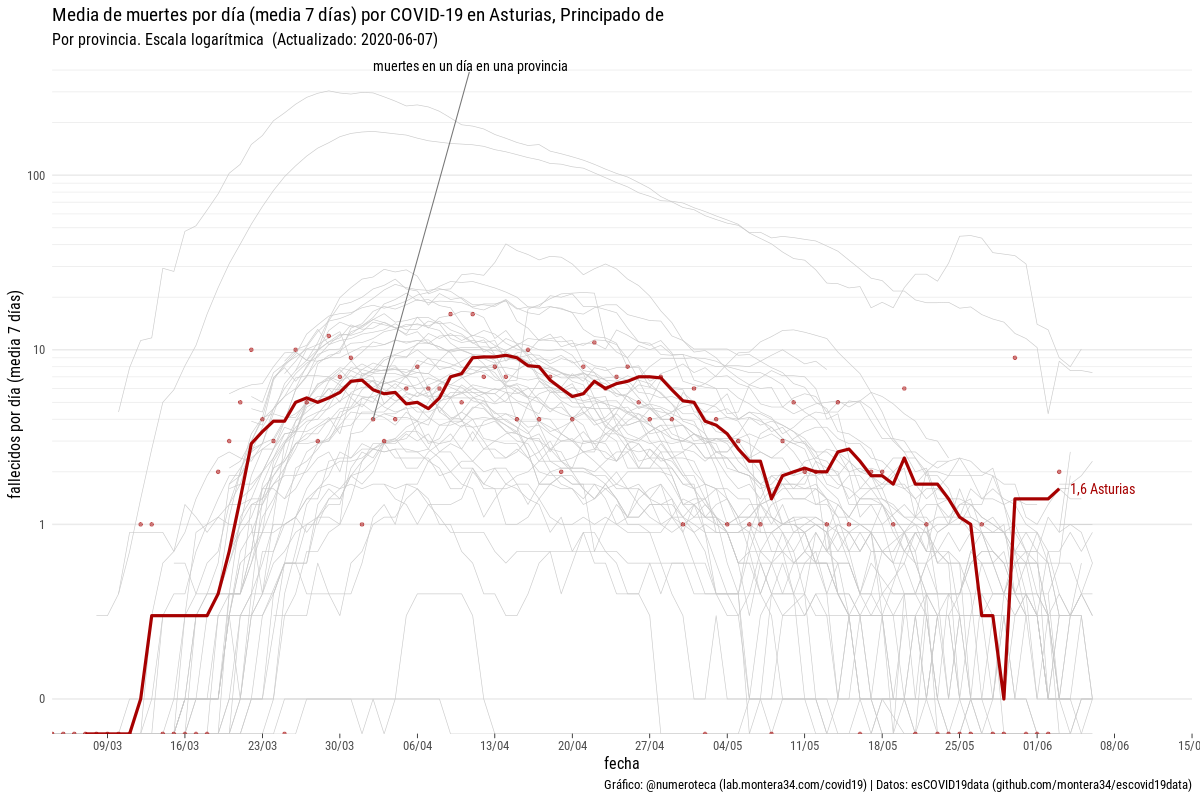 Media de muertes por día (media 7 días) por COVID-19 en Asturias, Principado de
Por provincia. Escala logarítmica  (Actualizado: 2020-06-07)
muertes en un día en una provincia
fallecidos por día (media 7 días)
100
10
1
0
1,6 Asturias
09/03
16/03
23/03
30/03
06/04
13/04
20/04
27/04
04/05
11/05
18/05
25/05
01/06
08/06
15/0
fecha
Gráfico: @numeroteca (lab.montera34.com/covid19) | Datos: esCOVID19data (github.com/montera34/escovid19data)